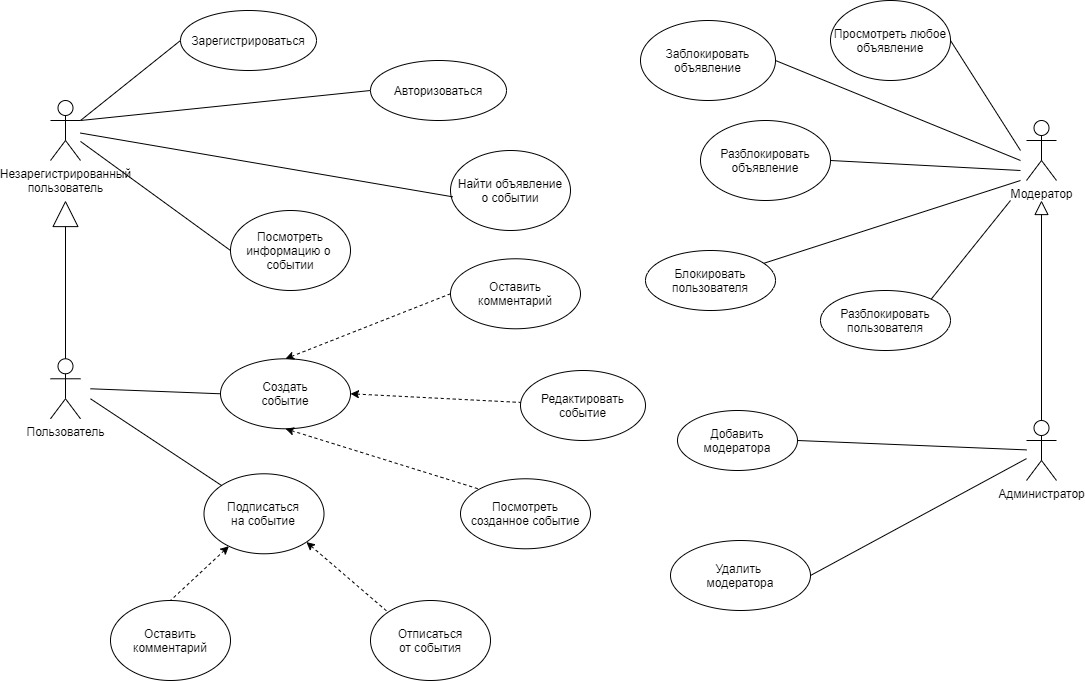 Зарегистрироваться
Авторизоваться
Незарегистрированный
пользователь
Найти объявление
о событии
Посмотреть
информацию о
событии
Оставить
комментарий
Создать
событие
Редактировать
событие
Пользователь
Посмотреть
созданное событие
Подписаться
на событие
Оставить
комментарий
Отписаться
от события
Просмотреть любое
объявление
Заблокировать
объявление
Разблокировать
объявление
Модератор
Блокировать
пользователя
Разблокировать
пользователя
Добавить
модератора
Администратор
Удалить
модератора